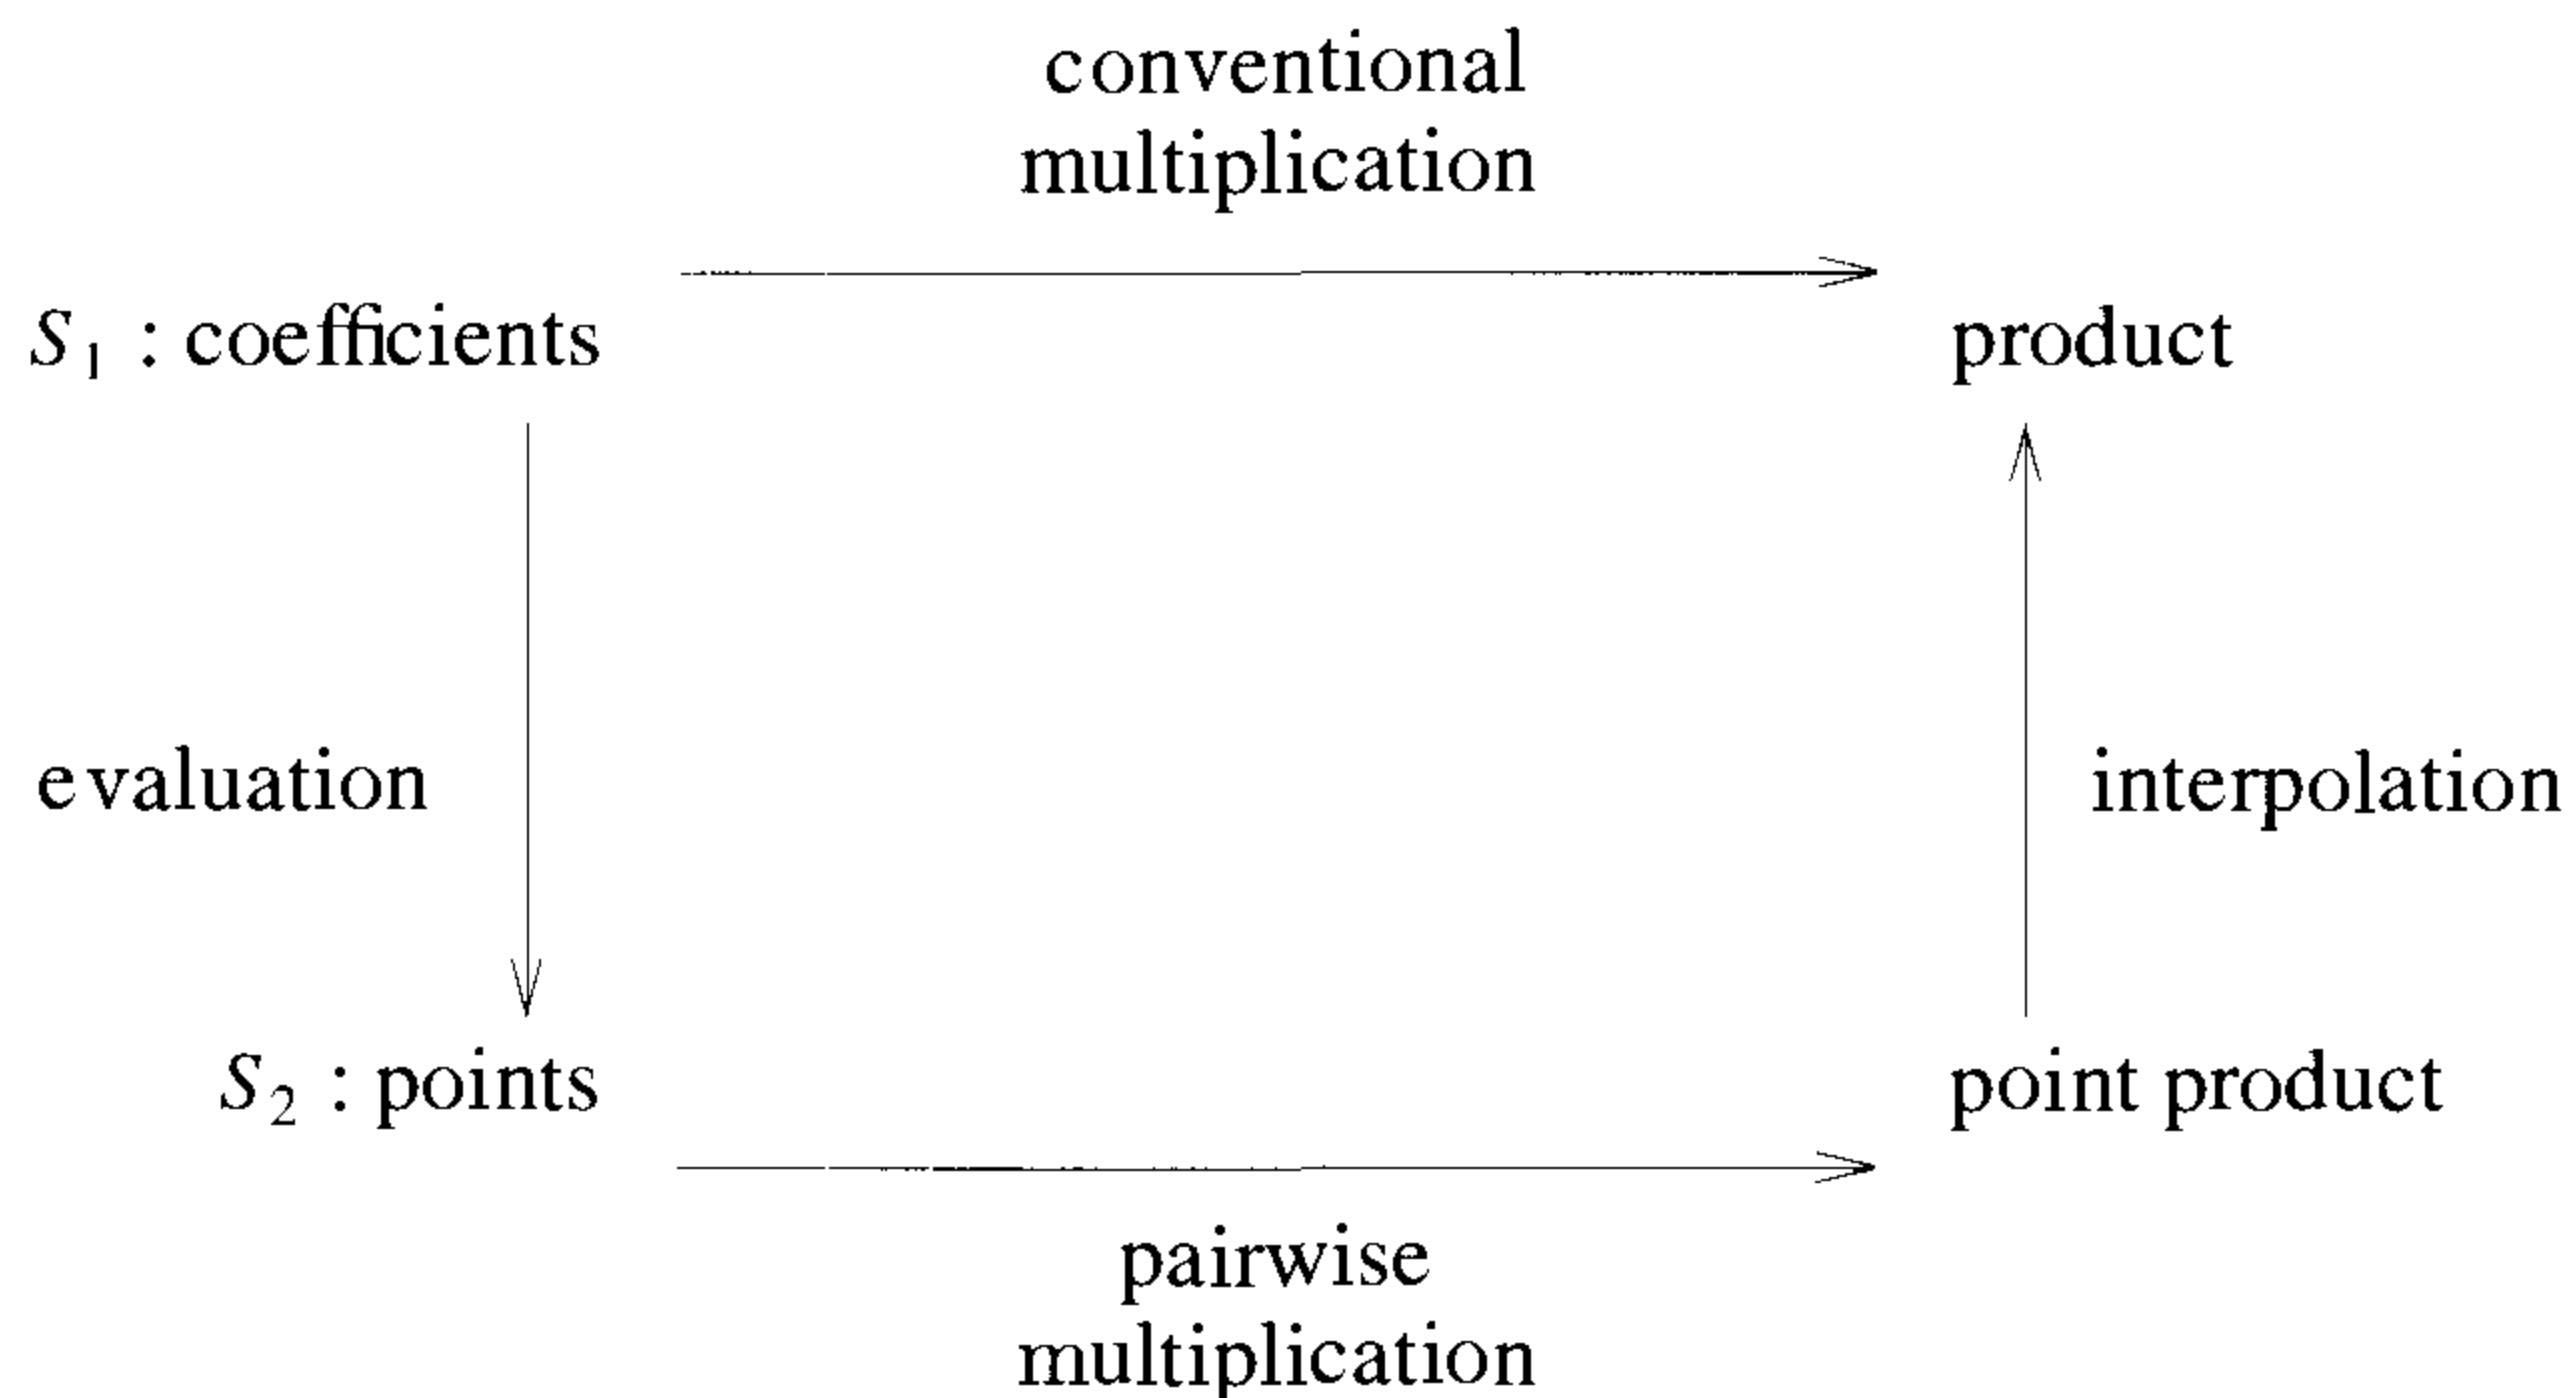 conventional
multiplication
S₁ : coefficients
product
evaluation
interpolation
S₂ : points
point product
pairwise
multiplication